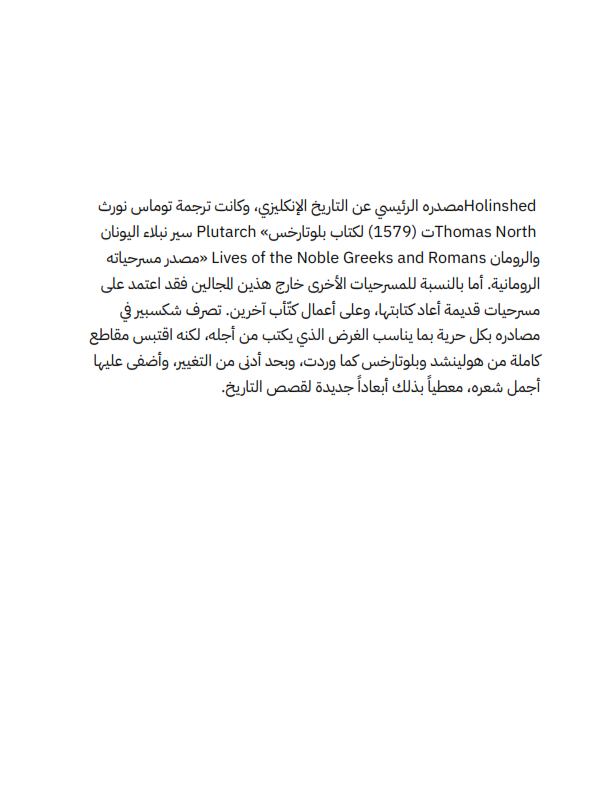 Holinshedمصدره الرئيسي عن التاريخ الإنكليزي، وكانت ترجمة توماس نورث
Thomas Northت (1579) لكتاب بلوتارخس» Plutarch سير نبلاء اليونان
والرومان Lives of the Noble Greeks and Romans «مصدر مسرحياته
الرومانية. أما بالنسبة للمسرحيات الأخرى خارج هذين المجالين فقد اعتمد على
مسرحيات قديمة أعاد كتابتها، وعلى أعمال كتّأب آخرين. تصرف شكسبير في
مصادره بكل حرية بما يناسب الغرض الذي يكتب من أجله، لكنه اقتبس مقاطع
كاملة من هولينشد وبلوتارخس كما وردت، وبحد أدنى من التغيير، وأضفى عليها
أجمل شعره، معطياً بذلك أبعاداً جديدة لقصص التاريخ.